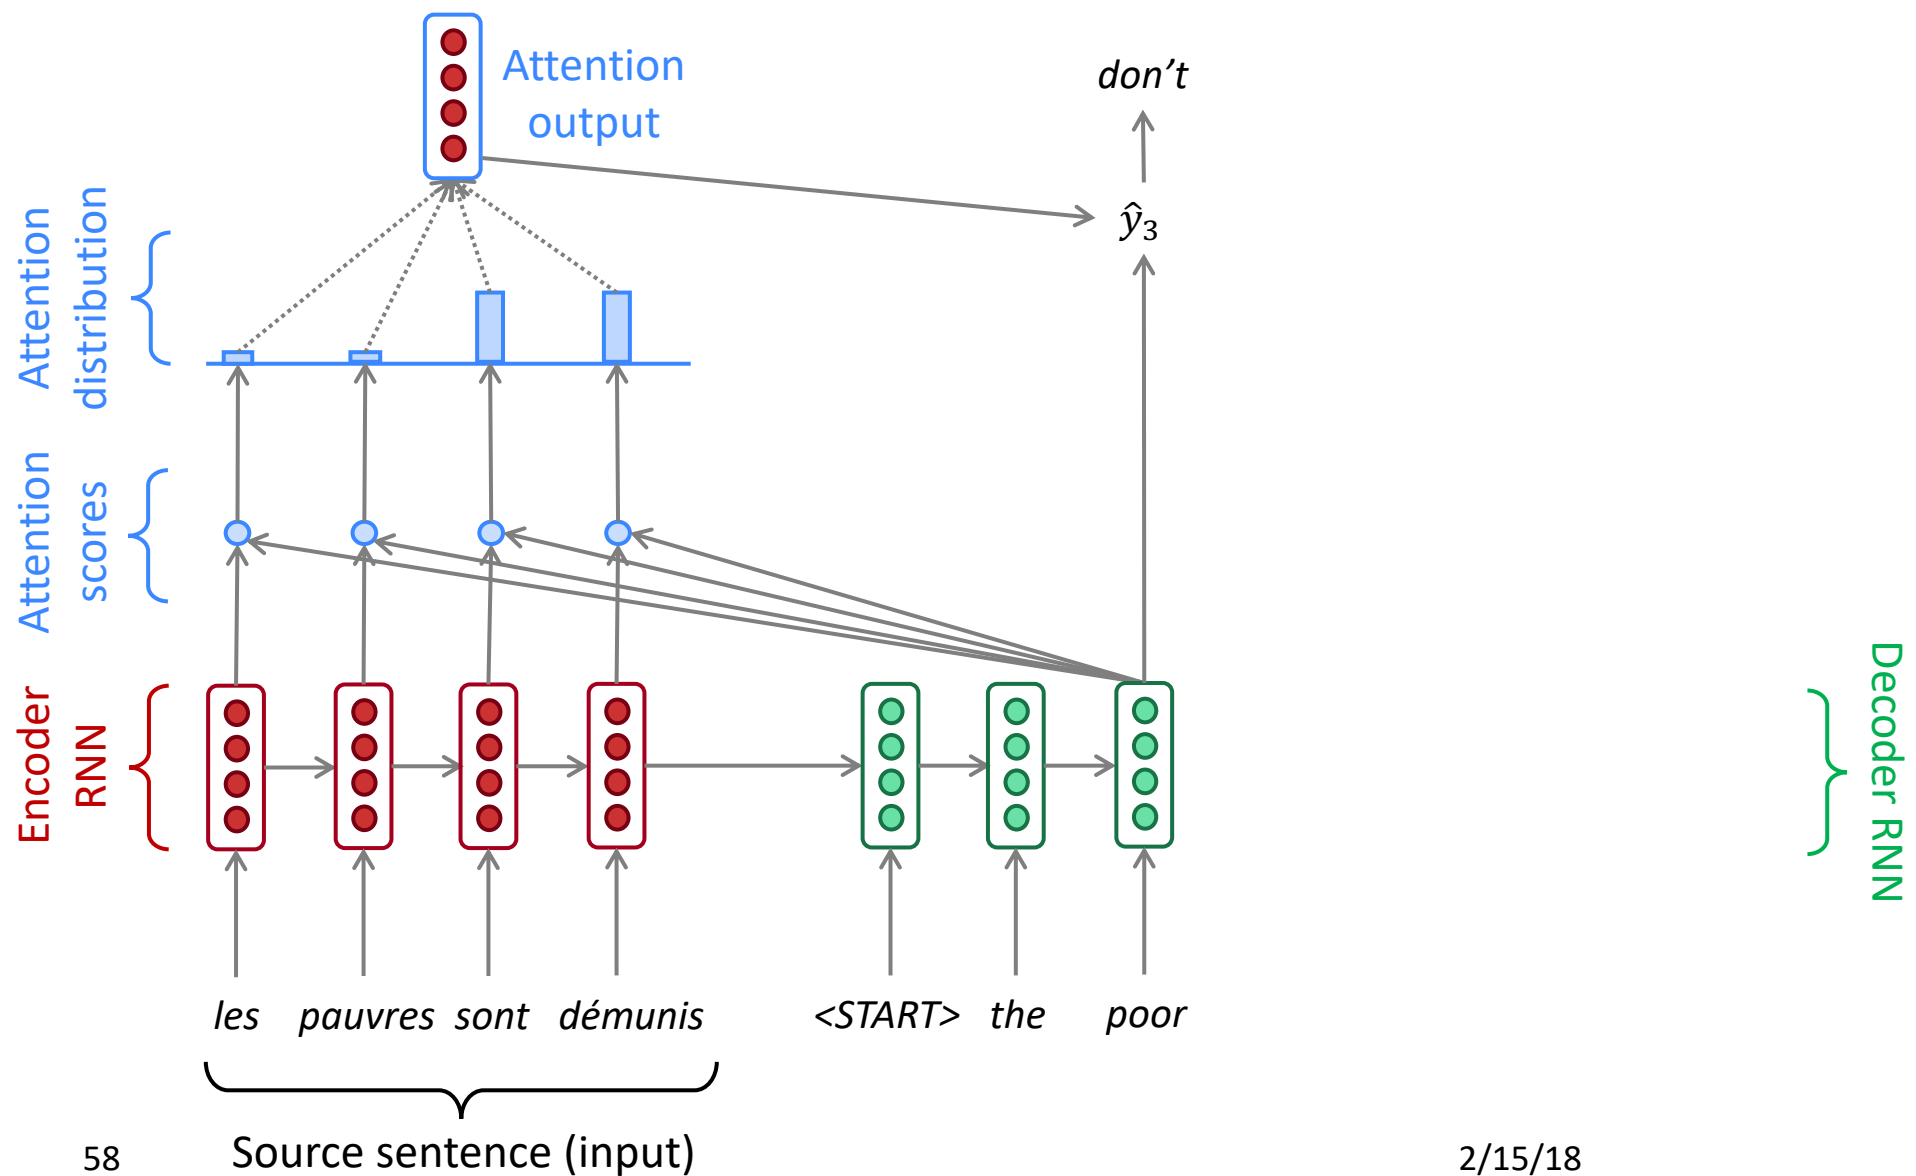 Attention
output
don't
ŷ₃
Attention
distribution
Attention
scores
Encoder
RNN
Decoder RNN
les pauvres sont démunis <START> the poor
Source sentence (input)
58
2/15/18